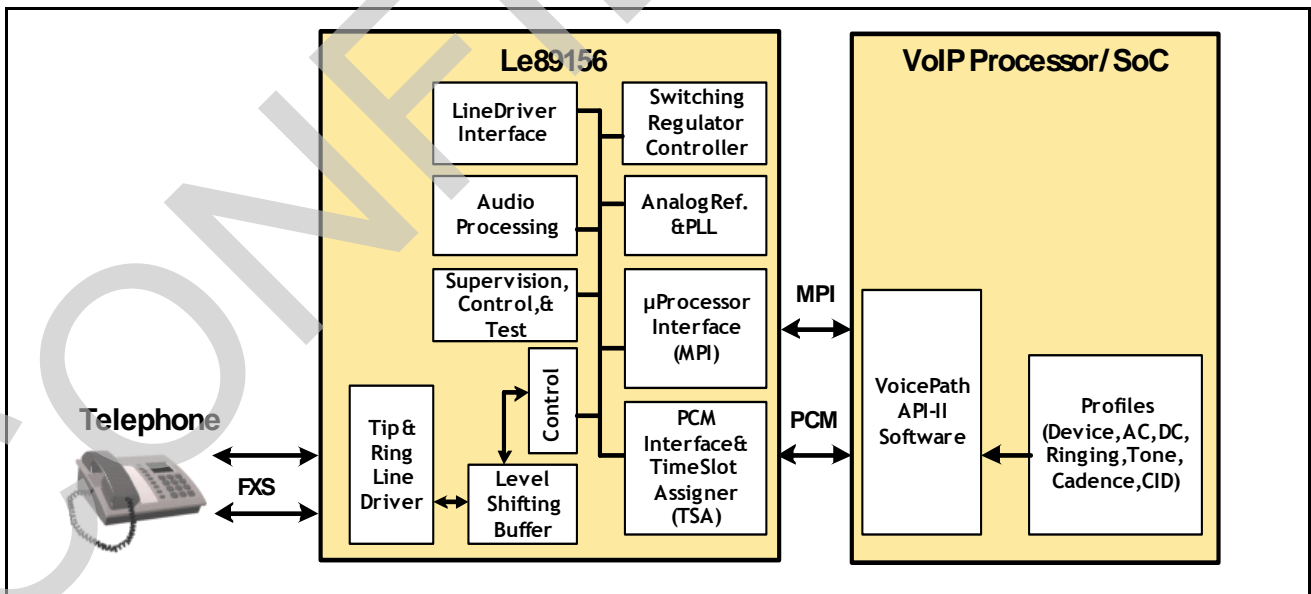 Le89156
VoIP Processor/ SoC
LineDriver
Interface
Switching
Regulator
Controller
Audio
Processing
AnalogRef.
&PLL
Supervision,
Control,&
Test
µProcessor
Interface
(MPI)
MPI
Control
Telephone
FXS
Tip&
Ring
Line
Driver
Level
Shifting
Buffer
PCM
Interface&
TimeSlot
Assigner
(TSA)
PCM
VoicePath
API-II
Software
Profiles
(Device,AC,DC,
Ringing,Tone,
Cadence,CID)
CONF